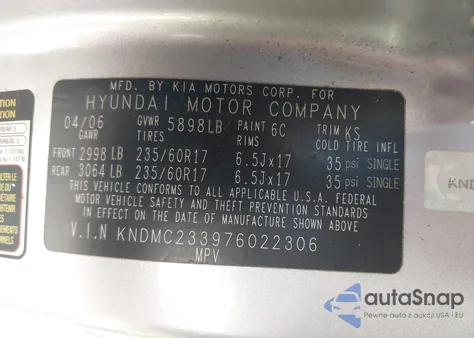 MFD. BY KIA MOTORS CORP. FOR
HYUNDAI MOTOR COMPANY
04/06 GVWR 5898LB PAINT 6C TRIM KS
GAWR TIRES RIMS COLD TIRE INFL
FRONT 2998 LB 235/60R17 6.5Jx17 35 psi SINGLE
REAR 3064 LB 235/60R17 6.5Jx17 35 psi SINGLE
THIS VEHICLE CONFORMS TO ALL APPLICABLE U.S.A. FEDERAL
MOTOR VEHICLE SAFETY AND THEFT PREVENTION STANDARDS
IN EFFECT ON THE DATE OF MANUFACTURE SHOWN ABOVE
V.I.N KNDMC233976022306
MPV
KND
autoSnap
Pewne auto z aukcji USA i EU